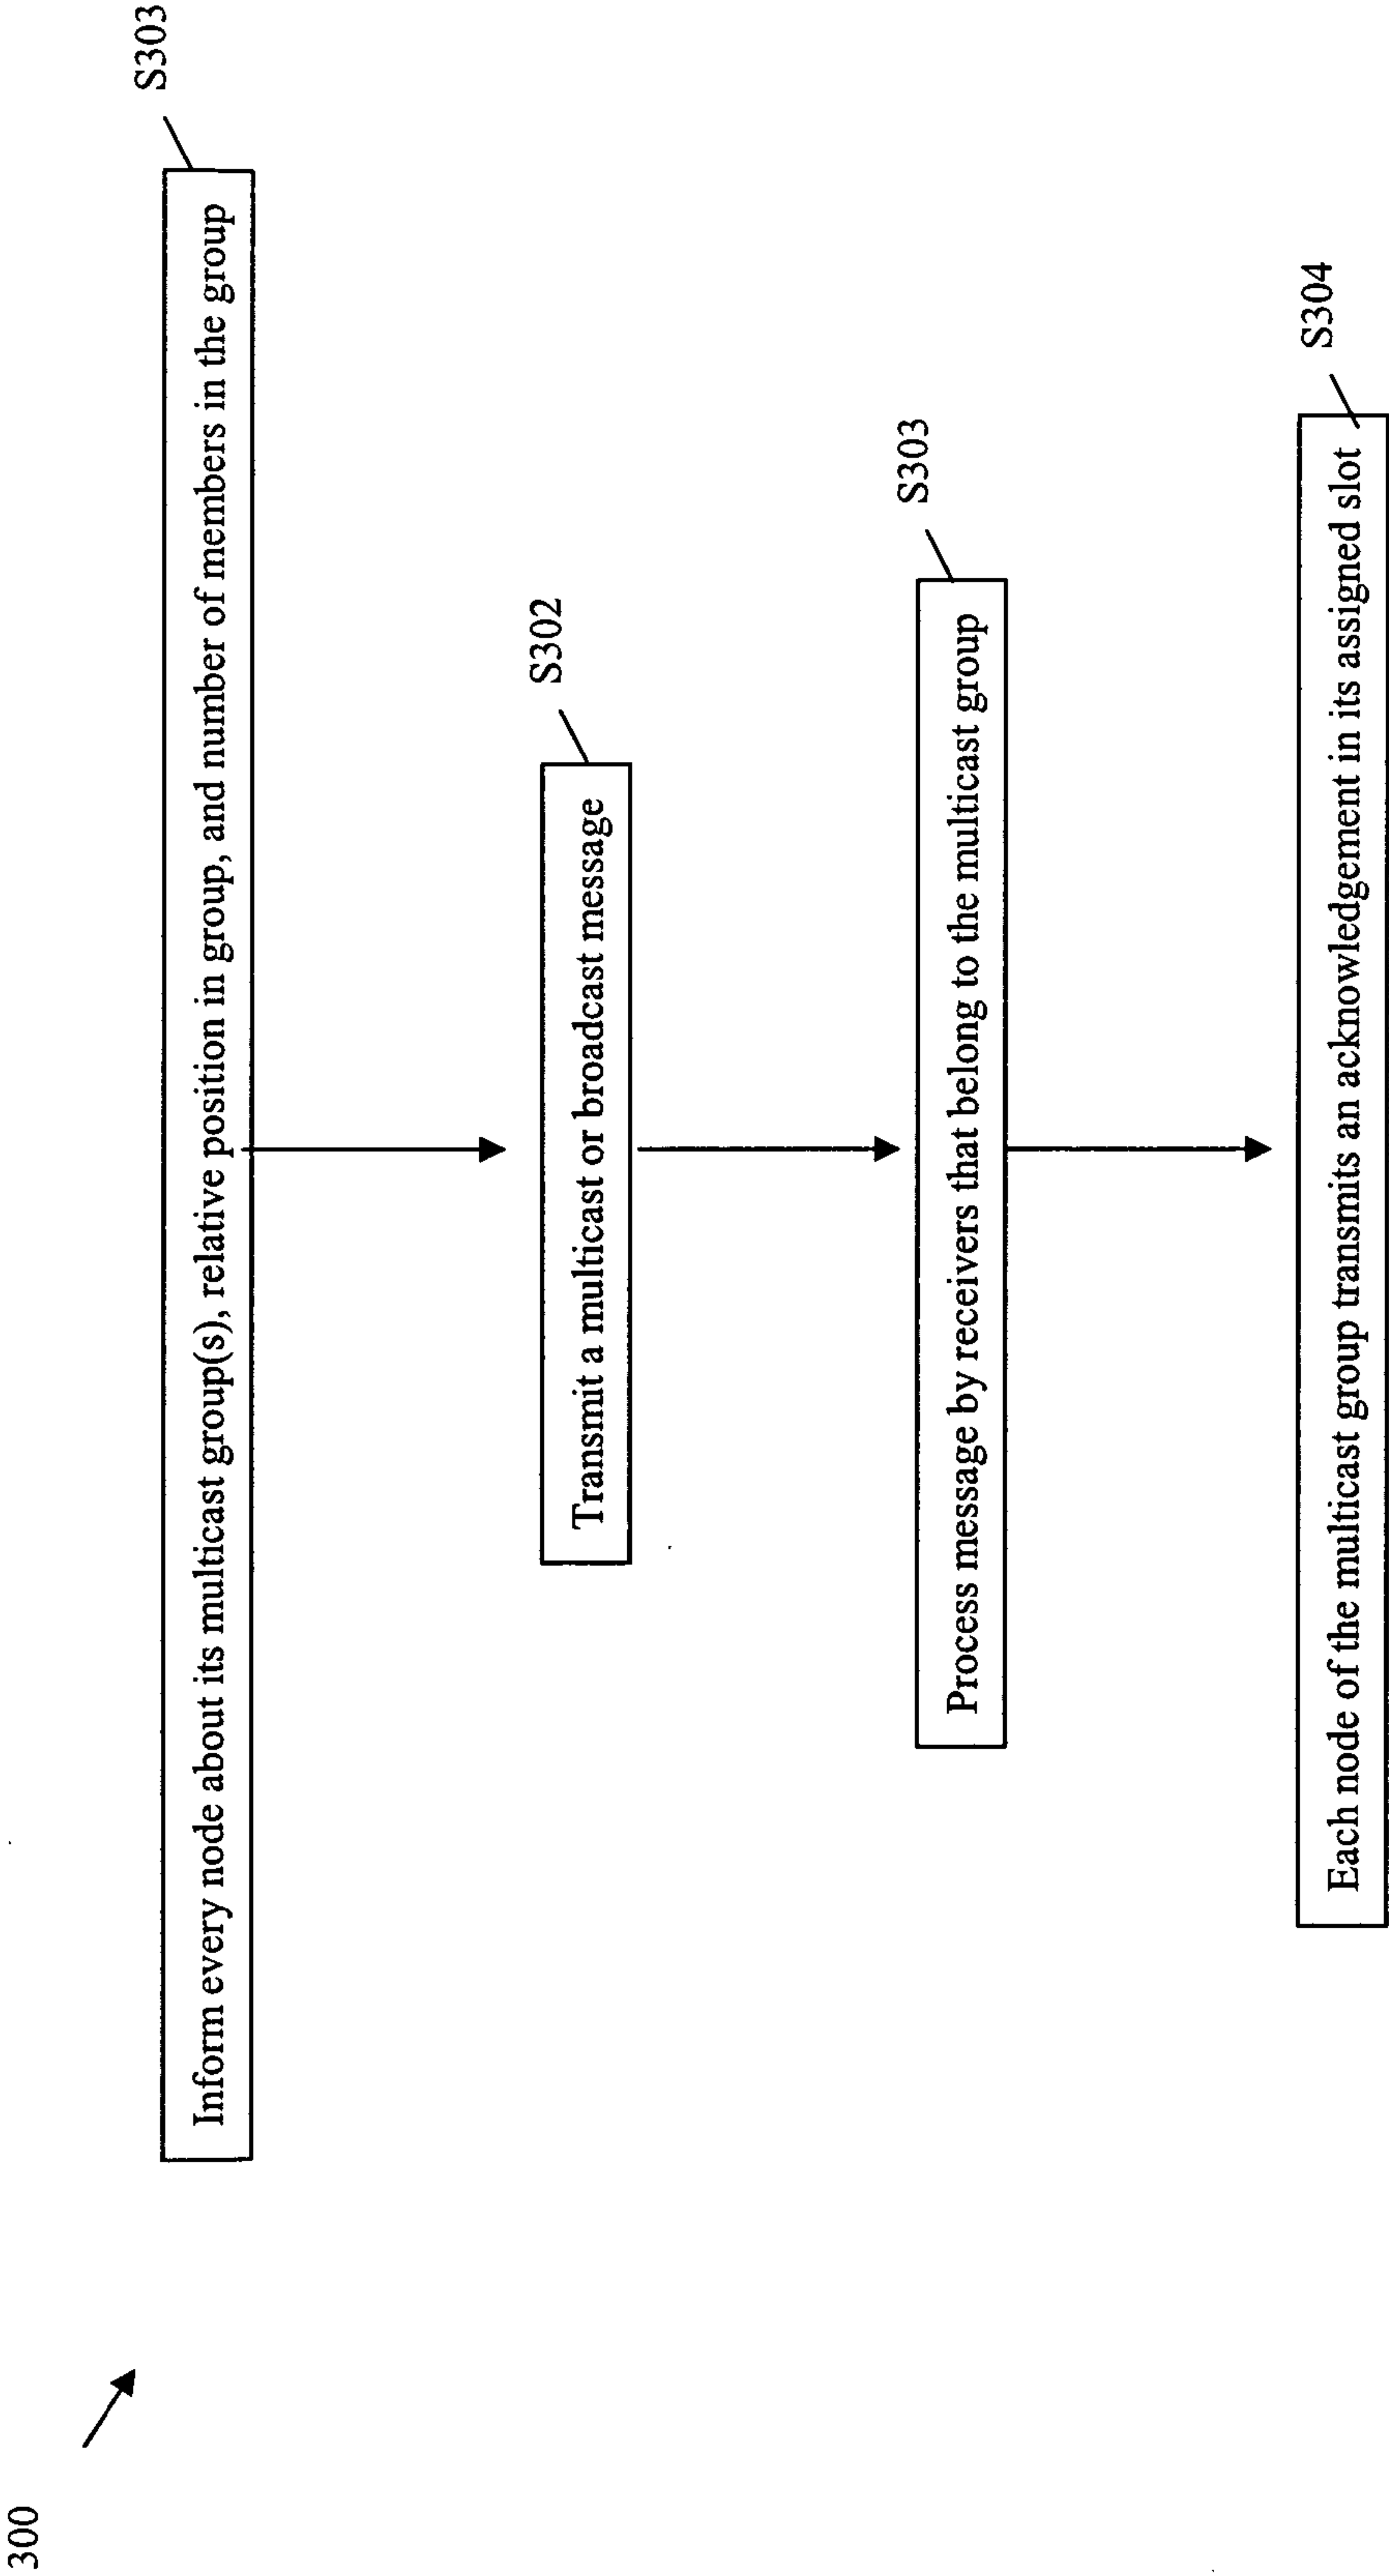 300
Inform every node about its multicast group(s), relative position in group, and number of members in the group
S303
Transmit a multicast or broadcast message
S302
Process message by receivers that belong to the multicast group
S303
Each node of the multicast group transmits an acknowledgement in its assigned slot
S304